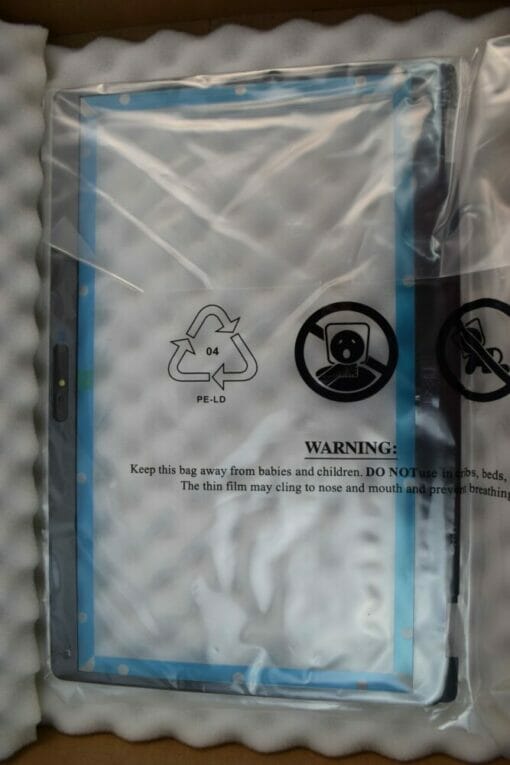 04
PE-LD
WARNING:
Keep this bag away from babies and children. DO NOT use in cribs, beds,
The thin film may cling to nose and mouth and prevent breathing